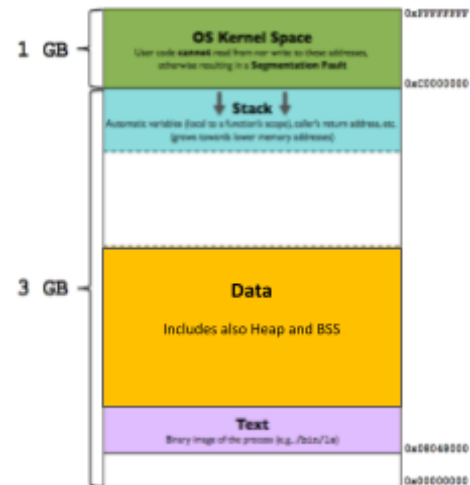 0xFFFFFFFF
1 GB
OS Kernel Space
User code cannot read from nor write to these addresses,
otherwise resulting in a Segmentation Fault
0xC0000000
Stack
Automatic variables (local to a function's scope), caller's return address, etc.
(grows towards lower memory addresses)
3 GB
Data
Includes also Heap and BSS
Text
Binary image of the process (e.g., /bin/ls)
0x08048000
0x00000000